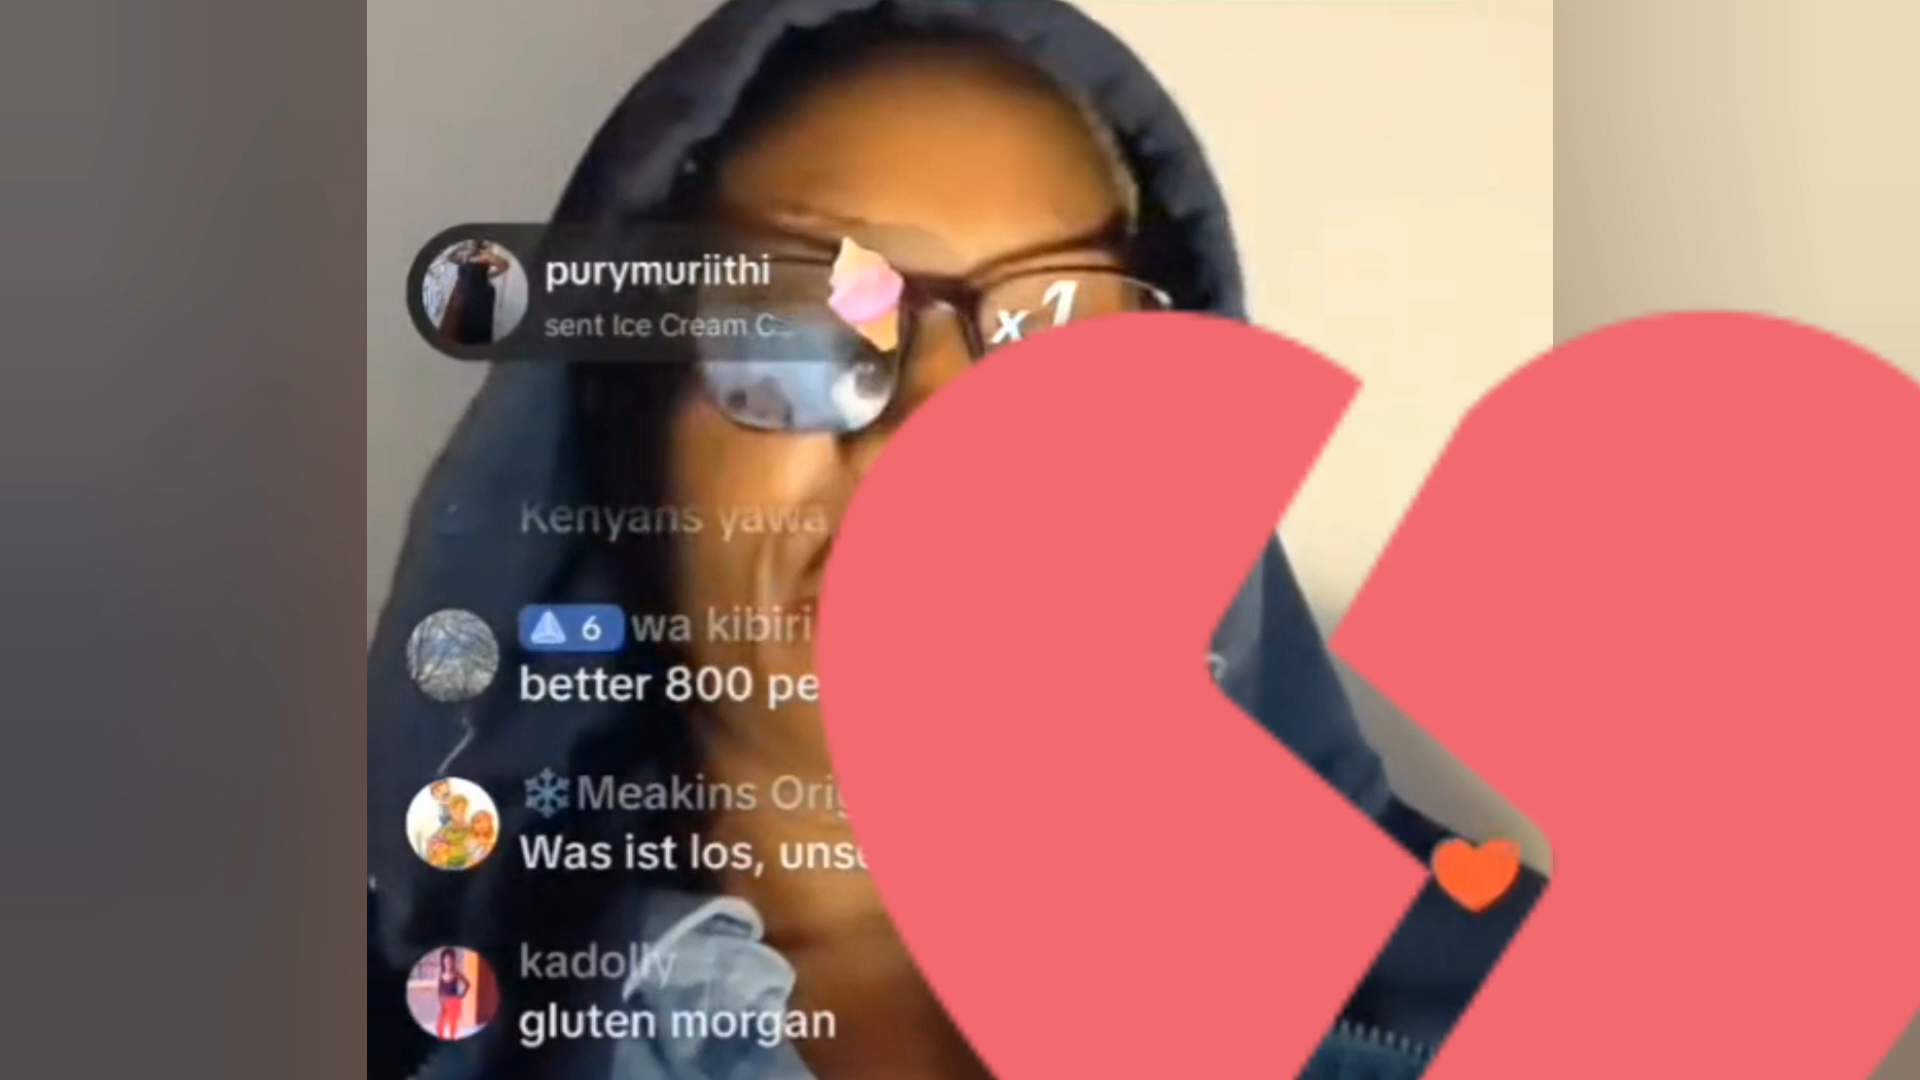 purymuriithi
sent Ice Cream C...
x1
Kenyans yawa
6 wa kibiri
better 800 pe
Meakins Orig
Was ist los, uns
kadolly
gluten morgan